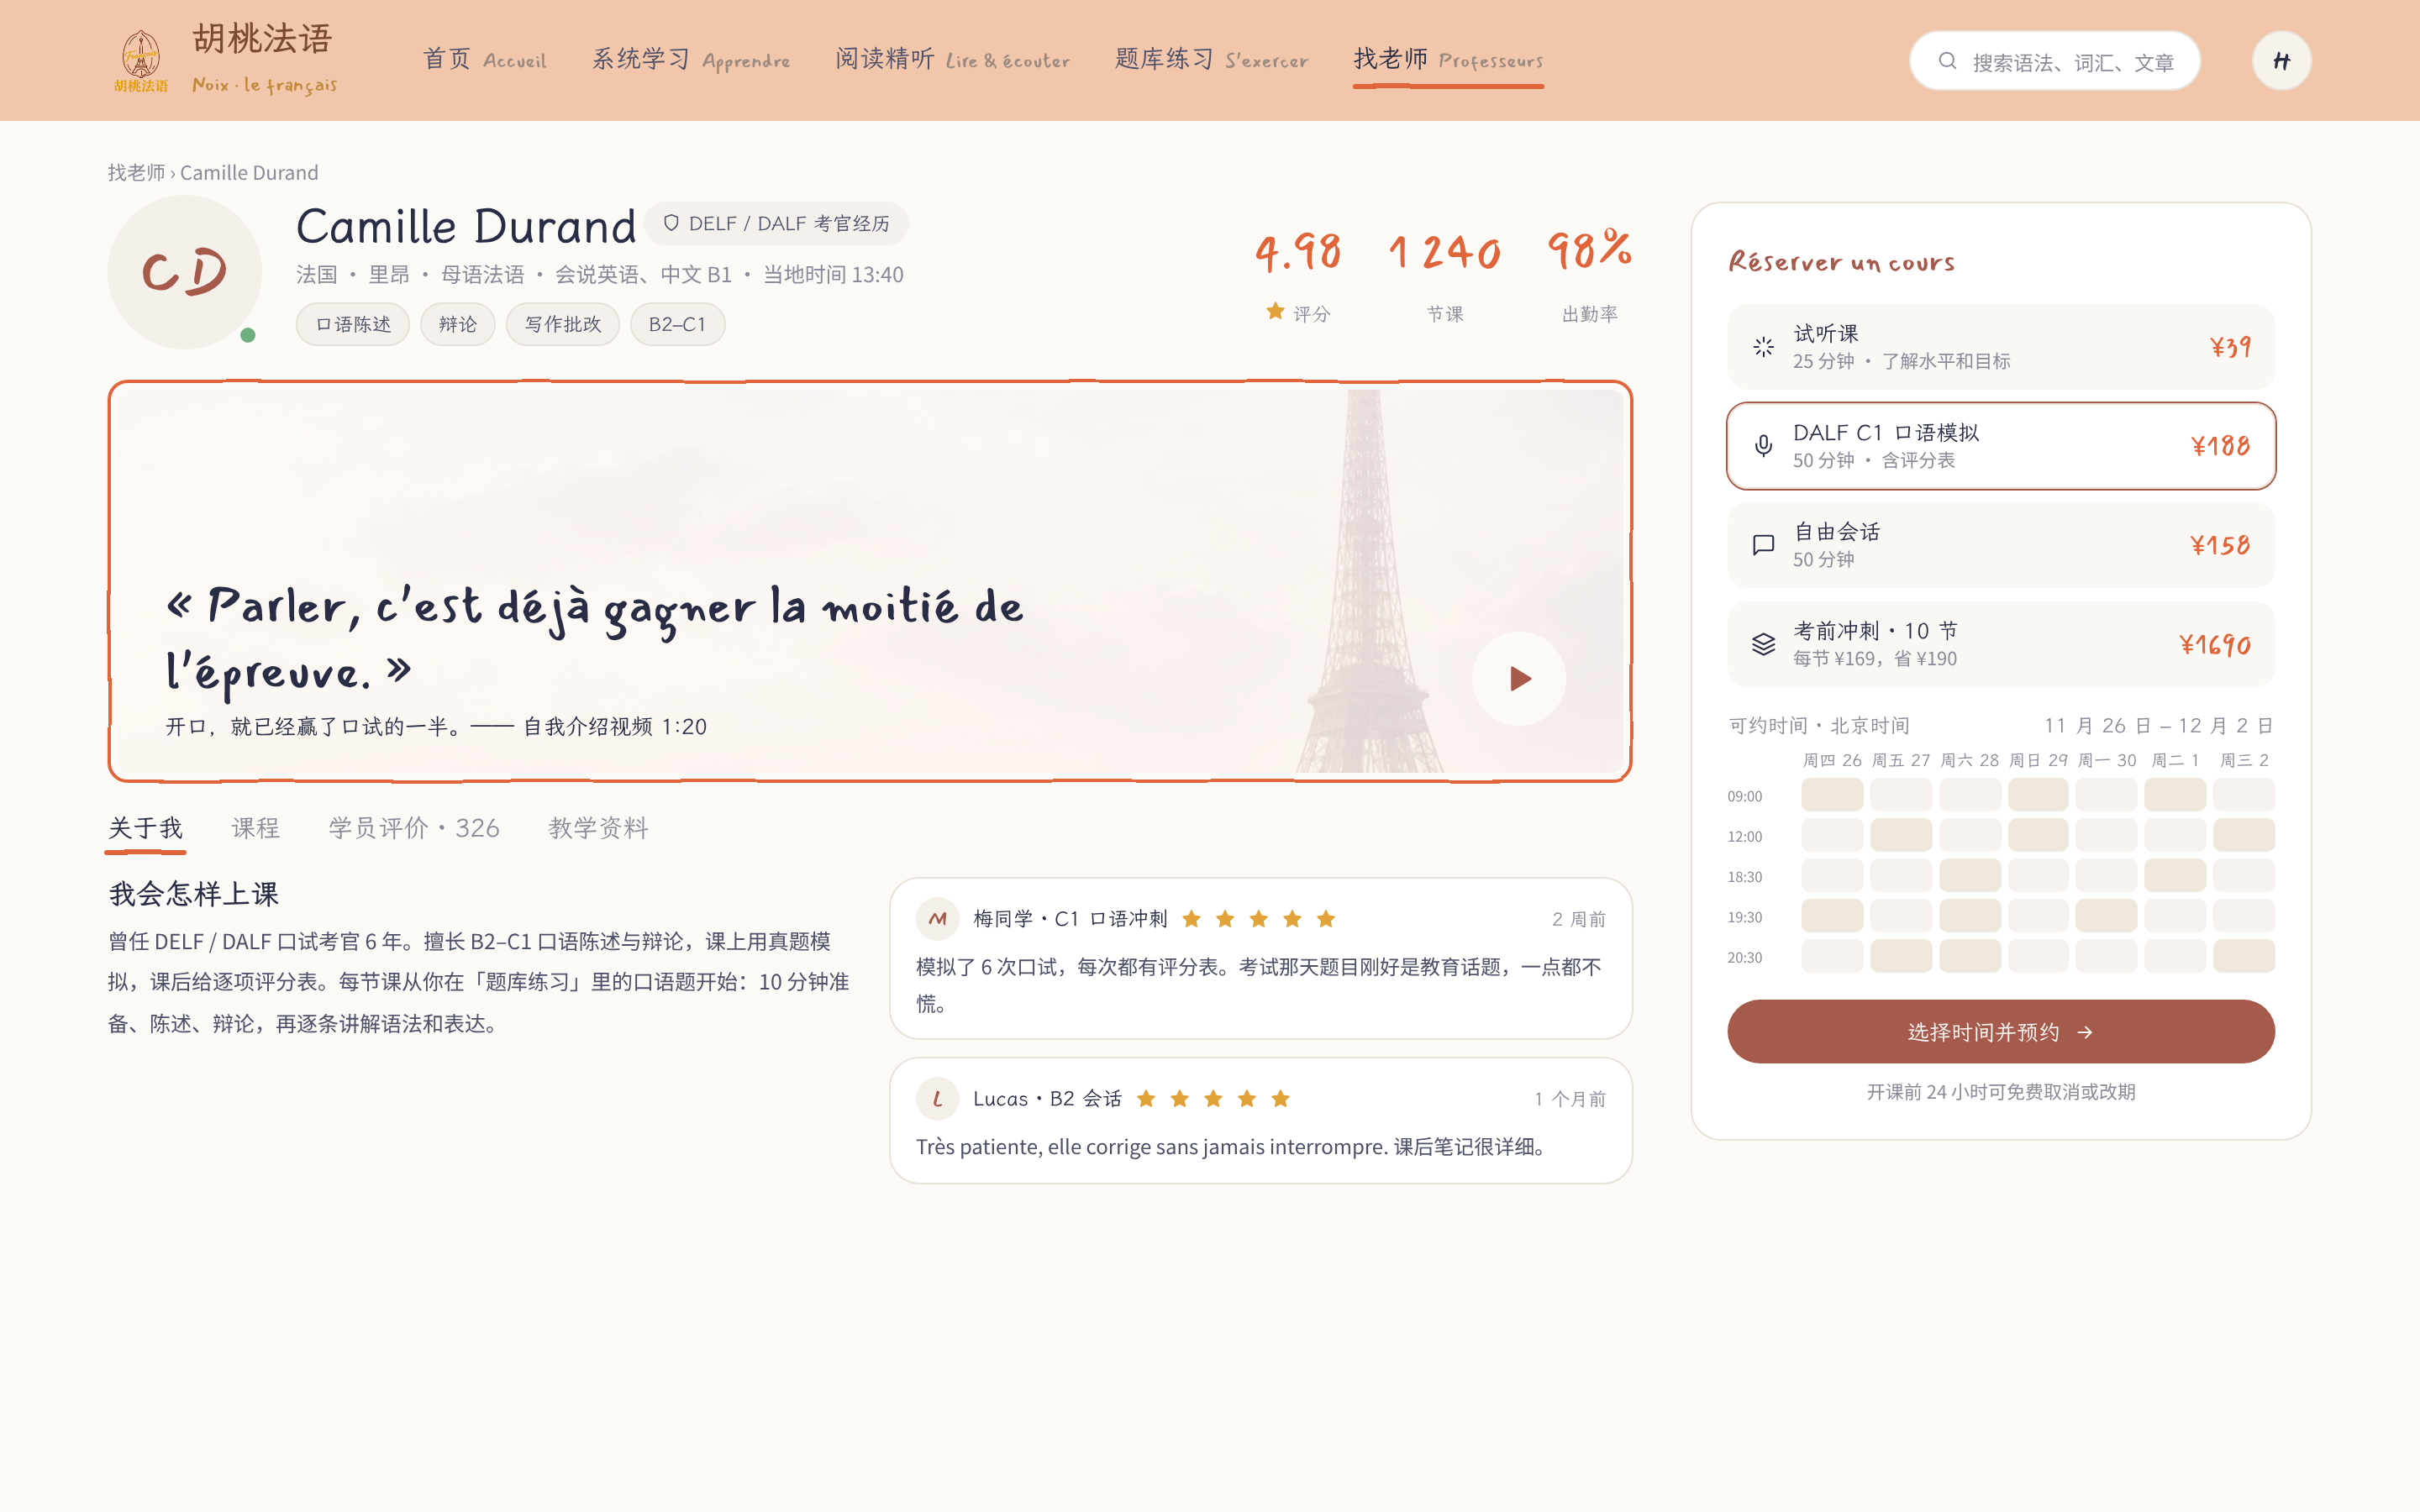 胡桃法语
胡桃法语
Noix · le français
首页 Accueil
系统学习 Apprendre
阅读精听 Lire & écouter
题库练习 S'exercer
找老师 Professeurs
搜索语法、词汇、文章
H
找老师 › Camille Durand
CD
Camille Durand
DELF / DALF 考官经历
法国 · 里昂 · 母语法语 · 会说英语、中文 B1 · 当地时间 13:40
口语陈述
辩论
写作批改
B2–C1
4.98
评分
1 240
节课
98%
出勤率
« Parler, c'est déjà gagner la moitié de
l'épreuve. »
开口，就已经赢了口试的一半。—— 自我介绍视频 1:20
关于我
课程
学员评价 · 326
教学资料
我会怎样上课
曾任 DELF / DALF 口试考官 6 年。擅长 B2–C1 口语陈述与辩论，课上用真题模
拟，课后给逐项评分表。每节课从你在「题库练习」里的口语题开始：10 分钟准
备、陈述、辩论，再逐条讲解语法和表达。
M
梅同学 · C1 口语冲刺
2 周前
模拟了 6 次口试，每次都有评分表。考试那天题目刚好是教育话题，一点都不
慌。
L
Lucas · B2 会话
1 个月前
Très patiente, elle corrige sans jamais interrompre. 课后笔记很详细。
Réserver un cours
试听课
25 分钟 · 了解水平和目标
¥39
DALF C1 口语模拟
50 分钟 · 含评分表
¥188
自由会话
50 分钟
¥158
考前冲刺 · 10 节
每节 ¥169，省 ¥190
¥1690
可约时间 · 北京时间
11 月 26 日 – 12 月 2 日
周四 26 周五 27 周六 28 周日 29 周一 30 周二 1 周三 2
09:00
12:00
18:30
19:30
20:30
选择时间并预约 →
开课前 24 小时可免费取消或改期